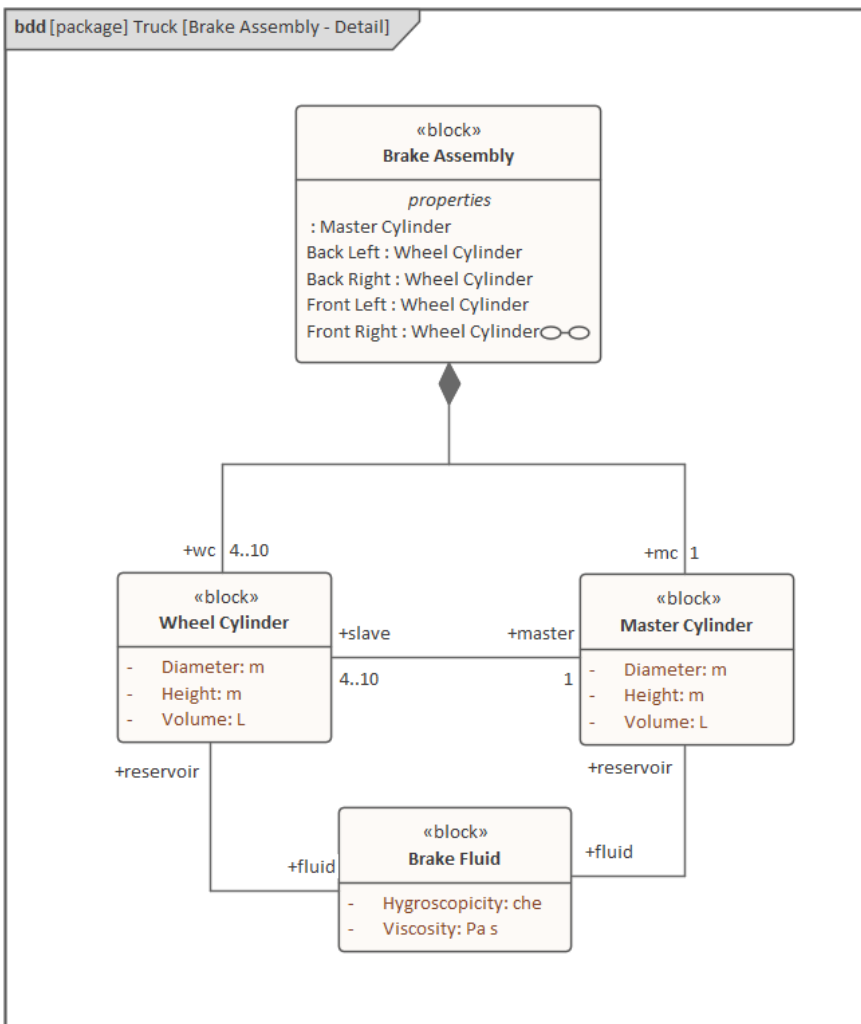 bdd [package] Truck [Brake Assembly - Detail]
«block»
Brake Assembly
properties
: Master Cylinder
Back Left : Wheel Cylinder
Back Right : Wheel Cylinder
Front Left : Wheel Cylinder
Front Right : Wheel Cylinder
+wc 4..10
+mc 1
«block»
Wheel Cylinder
- Diameter: m
- Height: m
- Volume: L
+slave
4..10
+master
1
«block»
Master Cylinder
- Diameter: m
- Height: m
- Volume: L
+reservoir
+reservoir
+fluid
+fluid
«block»
Brake Fluid
- Hygroscopicity: che
- Viscosity: Pa s